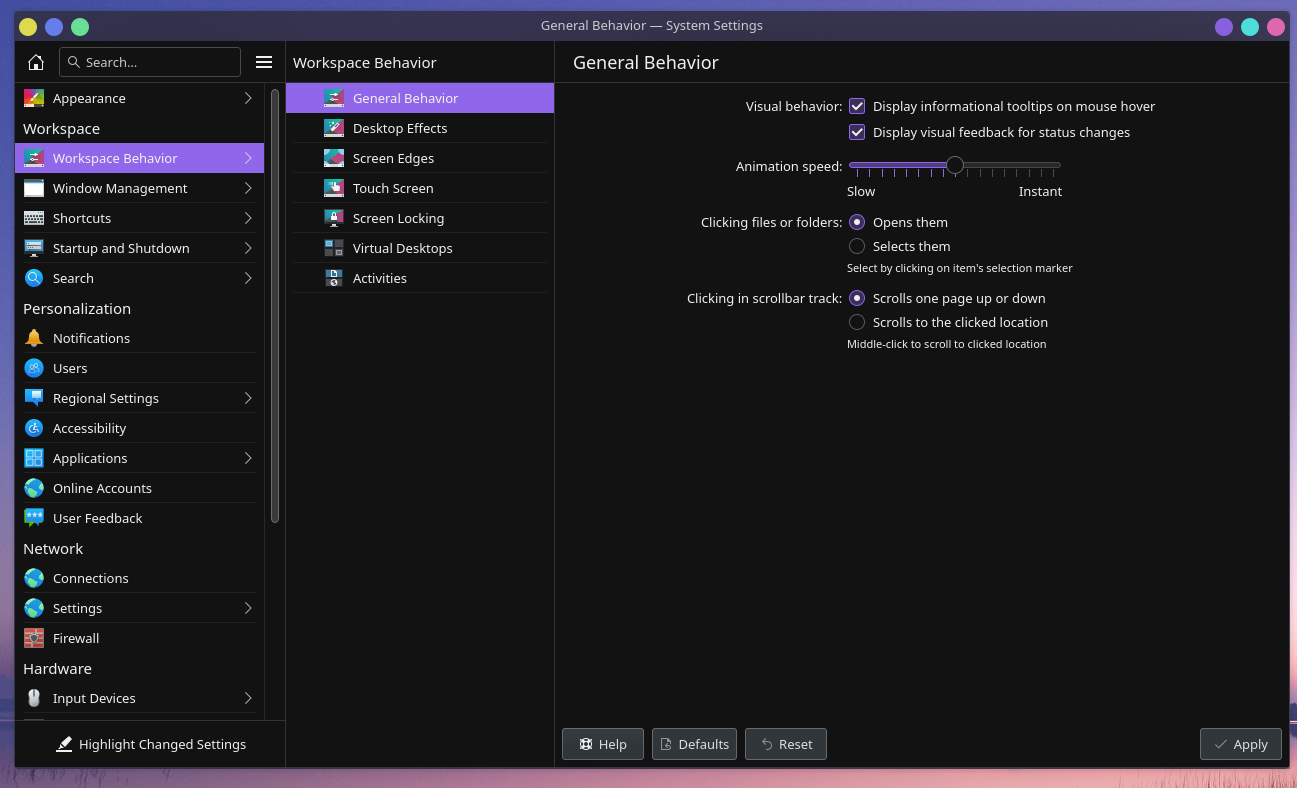 General Behavior — System Settings
Search...
Appearance
Workspace
Workspace Behavior
Window Management
Shortcuts
Startup and Shutdown
Search
Personalization
Notifications
Users
Regional Settings
Accessibility
Applications
Online Accounts
User Feedback
Network
Connections
Settings
Firewall
Hardware
Input Devices
Highlight Changed Settings
Workspace Behavior
General Behavior
Desktop Effects
Screen Edges
Touch Screen
Screen Locking
Virtual Desktops
Activities
General Behavior
Visual behavior: Display informational tooltips on mouse hover
Display visual feedback for status changes
Animation speed:
Slow Instant
Clicking files or folders: Opens them
Selects them
Select by clicking on item's selection marker
Clicking in scrollbar track: Scrolls one page up or down
Scrolls to the clicked location
Middle-click to scroll to clicked location
Help Defaults Reset Apply